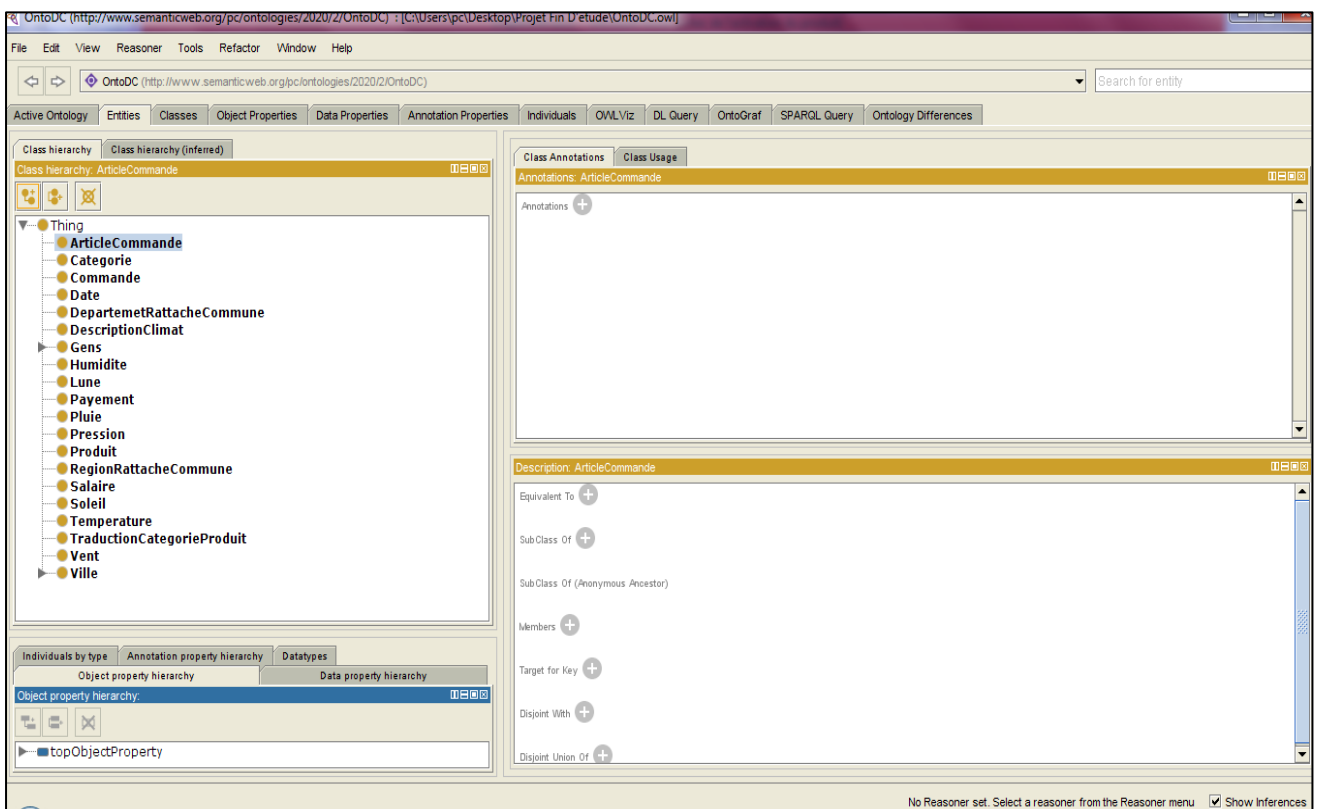 OntoDC (http://www.semanticweb.org/pc/ontologies/2020/2/OntoDC) : [C:\Users\pc\Desktop\Projet Fin D'etude\OntoDC.owl]
File Edit View Reasoner Tools Refactor Window Help
OntoDC (http://www.semanticweb.org/pc/ontologies/2020/2/OntoDC)
Search for entity
Active Ontology Entities Classes Object Properties Data Properties Annotation Properties Individuals OWLViz DL Query OntoGraf SPARQL Query Ontology Differences
Class hierarchy Class hierarchy (inferred)
Class hierarchy: ArticleCommande
Thing
ArticleCommande
Categorie
Commande
Date
DepartemetRattacheCommune
DescriptionClimat
Gens
Humidite
Lune
Payement
Pluie
Pression
Produit
RegionRattacheCommune
Salaire
Soleil
Temperature
TraductionCategorieProduit
Vent
Ville
Individuals by type Annotation property hierarchy Datatypes
Object property hierarchy Data property hierarchy
Object property hierarchy:
topObjectProperty
Class Annotations Class Usage
Annotations: ArticleCommande
Annotations
Description: ArticleCommande
Equivalent To
SubClass Of
SubClass Of (Anonymous Ancestor)
Members
Target for Key
Disjoint With
Disjoint Union Of
No Reasoner set. Select a reasoner from the Reasoner menu Show Inferences